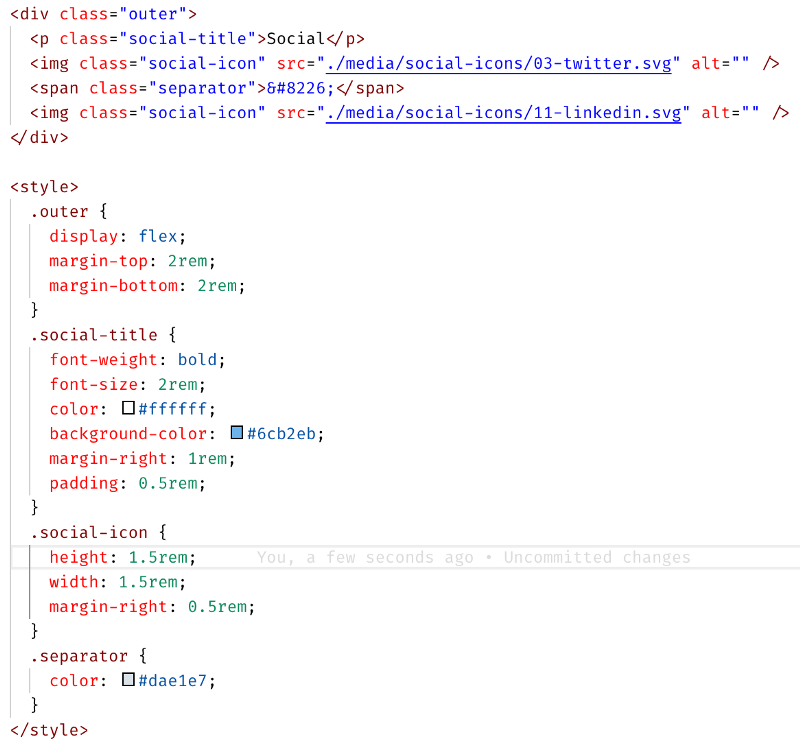 <div class="outer">
  <p class="social-title">Social</p>
  <img class="social-icon" src="./media/social-icons/03-twitter.svg" alt="" />
  <span class="separator">&#8226;</span>
  <img class="social-icon" src="./media/social-icons/11-linkedin.svg" alt="" />
</div>

<style>
  .outer {
    display: flex;
    margin-top: 2rem;
    margin-bottom: 2rem;
  }
  .social-title {
    font-weight: bold;
    font-size: 2rem;
    color: #ffffff;
    background-color: #6cb2eb;
    margin-right: 1rem;
    padding: 0.5rem;
  }
  .social-icon {
    height: 1.5rem;      You, a few seconds ago • Uncommitted changes
    width: 1.5rem;
    margin-right: 0.5rem;
  }
  .separator {
    color: #dae1e7;
  }
</style>